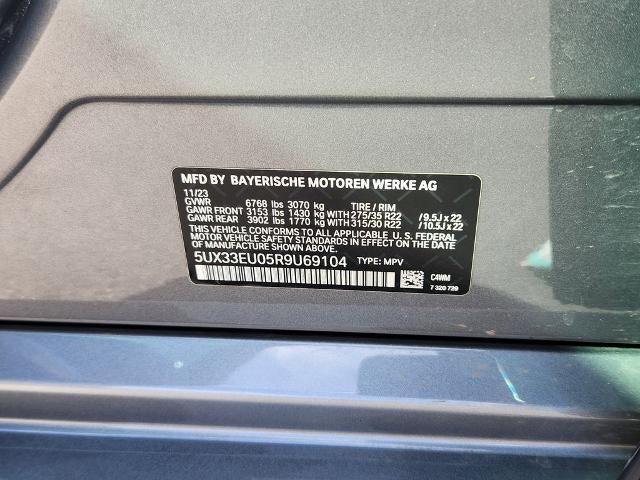 MFD BY BAYERISCHE MOTOREN WERKE AG
11/23
GVWR 6768 lbs 3070 kg TIRE / RIM
GAWR FRONT 3153 lbs 1430 kg WITH 275/35 R22 /9.5J x 22
GAWR REAR 3902 lbs 1770 kg WITH 315/30 R22 /10.5J x 22
THIS VEHICLE CONFORMS TO ALL APPLICABLE U. S. FEDERAL
MOTOR VEHICLE SAFETY STANDARDS IN EFFECT ON THE DATE OF
MANUFACTURE SHOWN ABOVE.
5UX33EU05R9U69104 TYPE: MPV
C4WM
7 320 729